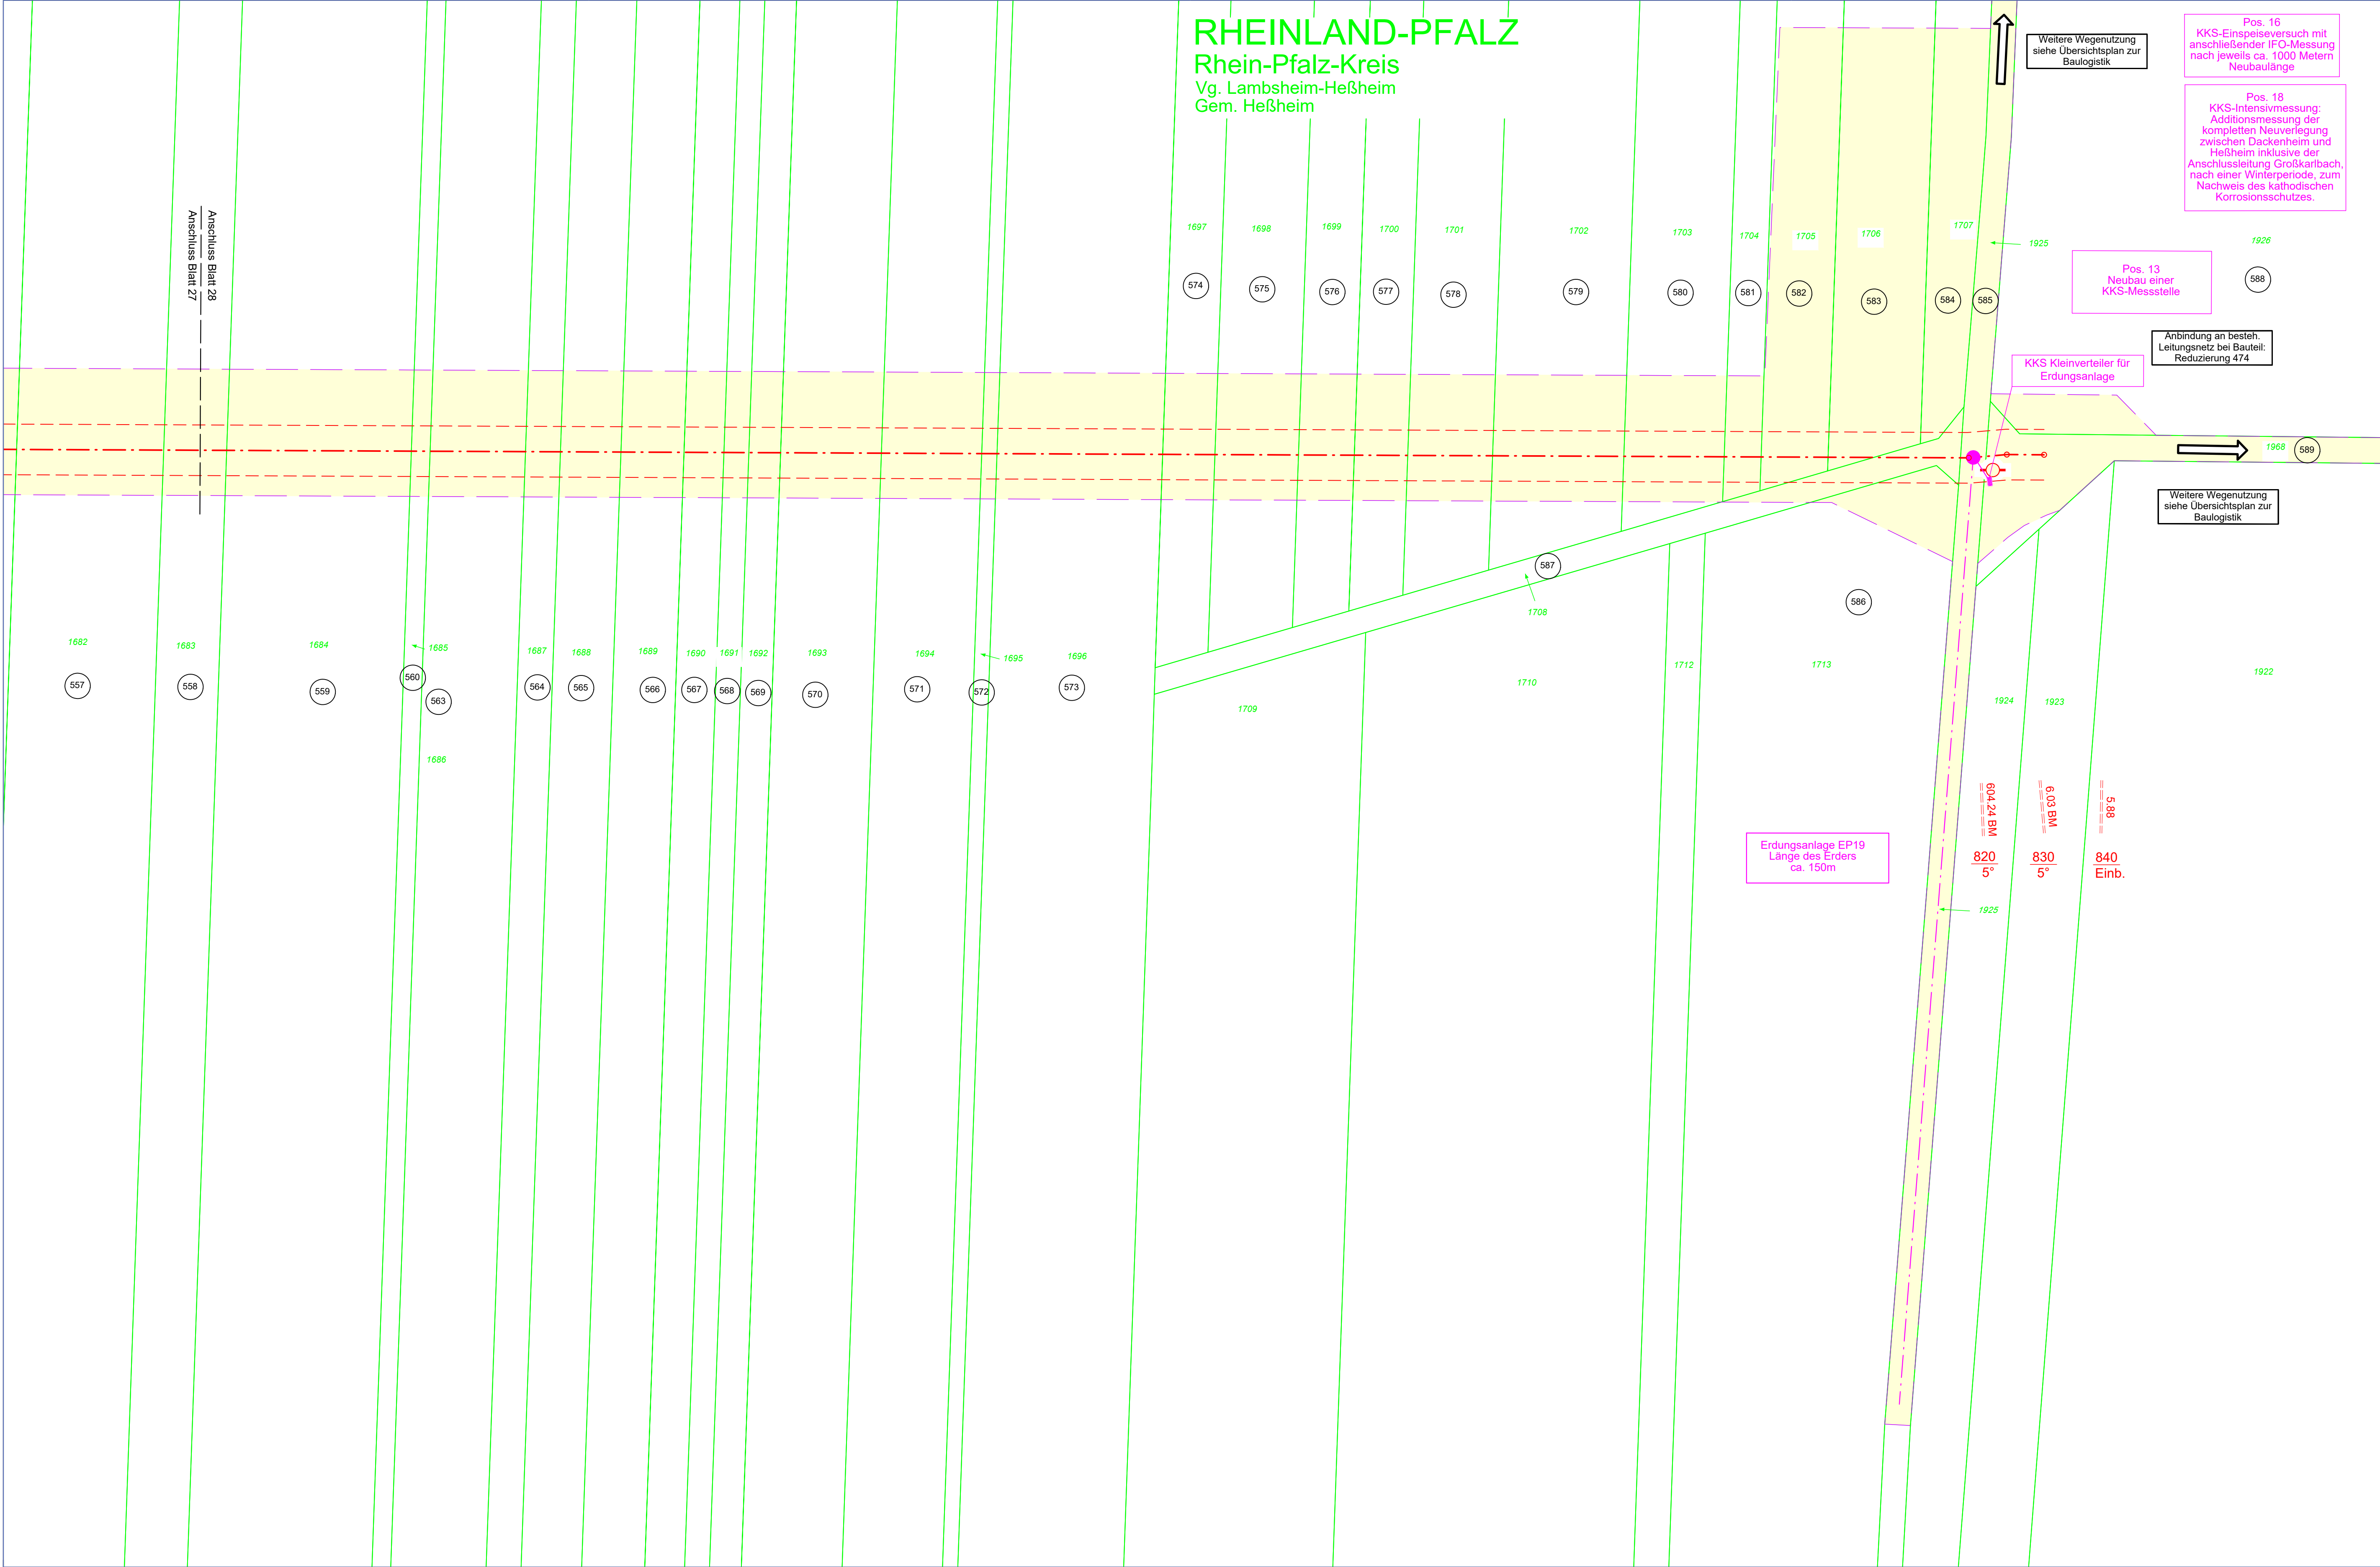 RHEINLAND-PFALZ
Rhein-Pfalz-Kreis
Vg. Lambsheim-Heßheim
Gem. Heßheim
Weitere Wegenutzung
siehe Übersichtsplan zur
Baulogistik
Pos. 16
KKS-Einspeiseversuch mit
anschließender IFO-Messung
nach jeweils ca. 1000 Metern
Neubaulänge
Pos. 18
KKS-Intensivmessung:
Additionsmessung der
kompletten Neuverlegung
zwischen Dackenheim und
Heßheim inklusive der
Anschlussleitung Großkarlbach,
nach einer Winterperiode, zum
Nachweis des kathodischen
Korrosionsschutzes.
Anschluss Blatt 28
Anschluss Blatt 27
1697 1698 1699 1700 1701 1702 1703 1704 1705 1706 1707 1925 1926
574 575 576 577 578 579 580 581 582 583 584 585 588
Pos. 13
Neubau einer
KKS-Messstelle
Anbindung an besteh.
Leitungsnetz bei Bauteil:
Reduzierung 474
KKS Kleinverteiler für
Erdungsanlage
1968 589
Weitere Wegenutzung
siehe Übersichtsplan zur
Baulogistik
587
1708
586
1682 1683 1684 1685 1687 1688 1689 1690 1691 1692 1693 1694 1695 1696 1712 1713 1922
557 558 559 560 563 564 565 566 567 568 569 570 571 572 573
1709 1710 1924 1923
1686
604.24 BM 6.03 BM 5.88
820 830 840
5° 5° Einb.
Erdungsanlage EP19
Länge des Erders
ca. 150m
1925